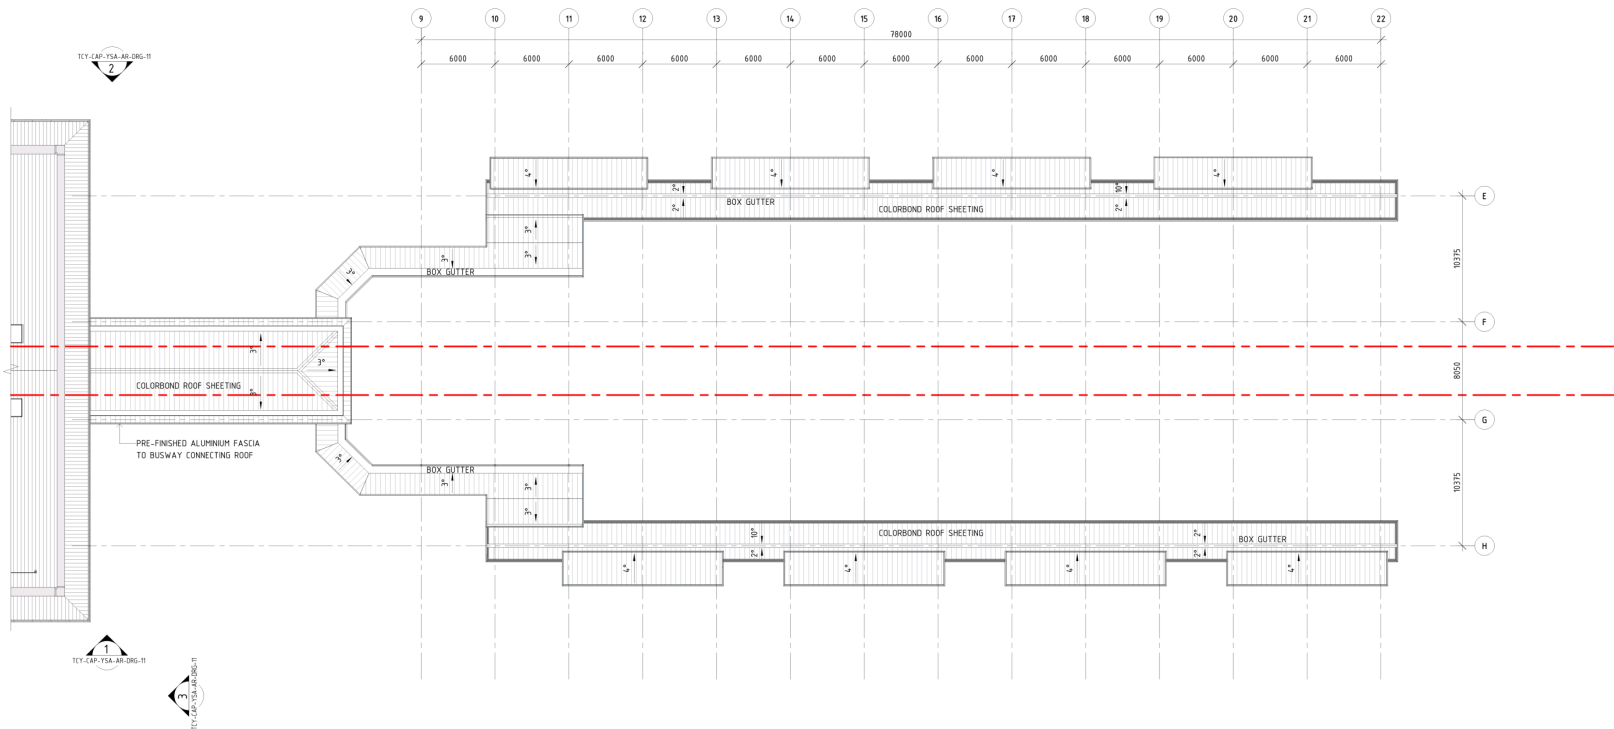 9 10 11 12 13 14 15 16 17 18 19 20 21 22
78000
6000 6000 6000 6000 6000 6000 6000 6000 6000 6000 6000 6000 6000
TCY-CAP-YSA-AR-DRG-11
2
4° 4° 4° 4°
2° 10°
E
BOX GUTTER
2° 2°
COLORBOND ROOF SHEETING
3°
3° 3°
10375
3°
BOX GUTTER
F
3°
3°
8050
COLORBOND ROOF SHEETING
3°
G
PRE-FINISHED ALUMINIUM FASCIA
TO BUSWAY CONNECTING ROOF
3°
BOX GUTTER
3° 3°
10375
3°
10° COLORBOND ROOF SHEETING 2°
BOX GUTTER
H
2° 2°
4° 4° 4° 4°
1
TCY-CAP-YSA-AR-DRG-11
3
TCY-CAP-YSA-AR-DRG-11